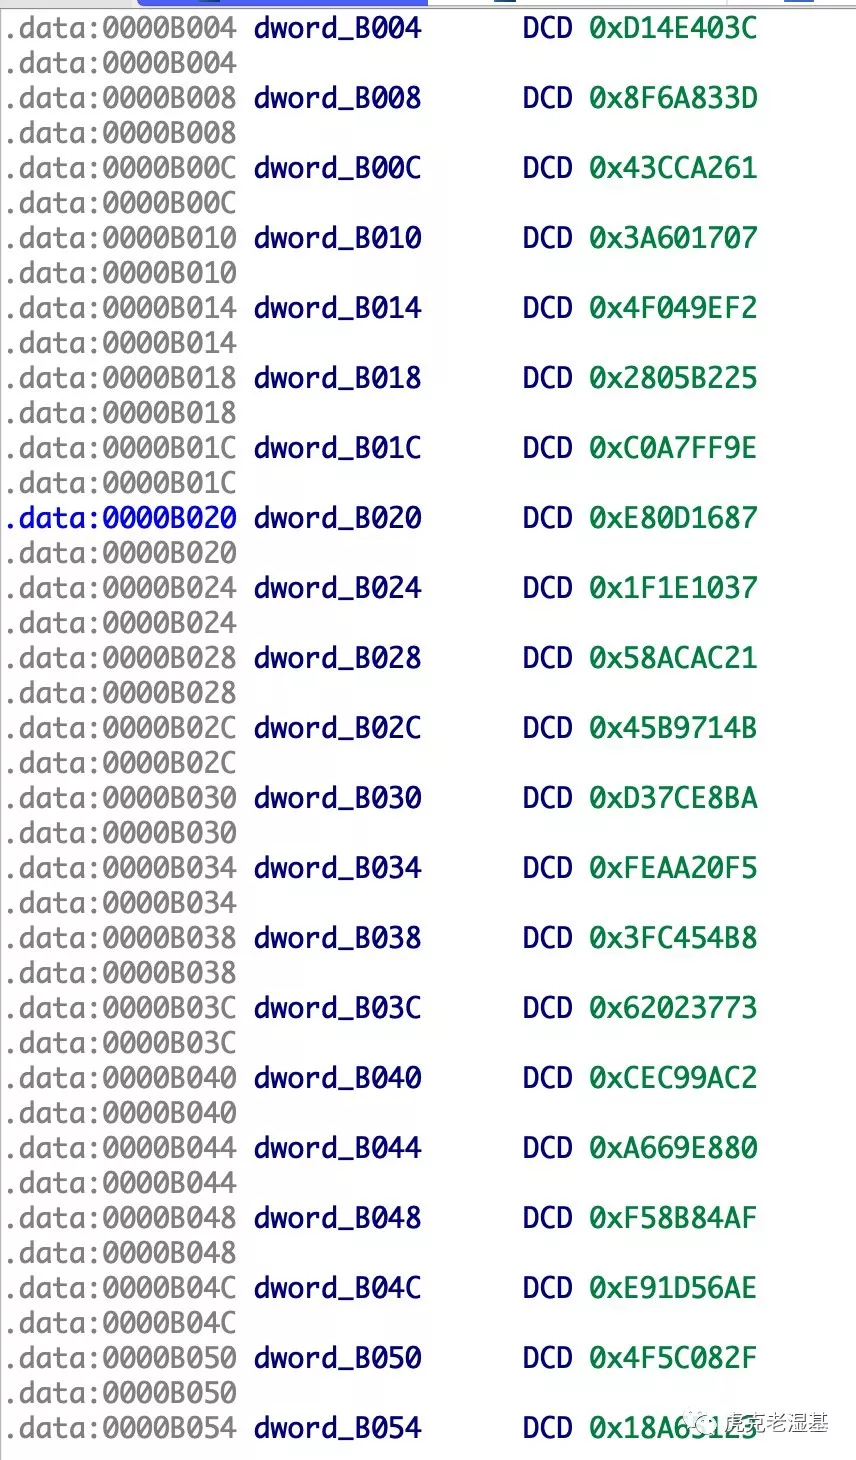 .data:0000B004 dword_B004 DCD 0xD14E403C
.data:0000B004
.data:0000B008 dword_B008 DCD 0x8F6A833D
.data:0000B008
.data:0000B00C dword_B00C DCD 0x43CCA261
.data:0000B00C
.data:0000B010 dword_B010 DCD 0x3A601707
.data:0000B010
.data:0000B014 dword_B014 DCD 0x4F049EF2
.data:0000B014
.data:0000B018 dword_B018 DCD 0x2805B225
.data:0000B018
.data:0000B01C dword_B01C DCD 0xC0A7FF9E
.data:0000B01C
.data:0000B020 dword_B020 DCD 0xE80D1687
.data:0000B020
.data:0000B024 dword_B024 DCD 0x1F1E1037
.data:0000B024
.data:0000B028 dword_B028 DCD 0x58ACAC21
.data:0000B028
.data:0000B02C dword_B02C DCD 0x45B9714B
.data:0000B02C
.data:0000B030 dword_B030 DCD 0xD37CE8BA
.data:0000B030
.data:0000B034 dword_B034 DCD 0xFEAA20F5
.data:0000B034
.data:0000B038 dword_B038 DCD 0x3FC454B8
.data:0000B038
.data:0000B03C dword_B03C DCD 0x62023773
.data:0000B03C
.data:0000B040 dword_B040 DCD 0xCEC99AC2
.data:0000B040
.data:0000B044 dword_B044 DCD 0xA669E880
.data:0000B044
.data:0000B048 dword_B048 DCD 0xF58B84AF
.data:0000B048
.data:0000B04C dword_B04C DCD 0xE91D56AE
.data:0000B04C
.data:0000B050 dword_B050 DCD 0x4F5C082F
.data:0000B050
.data:0000B054 dword_B054 DCD
虎克老湿基